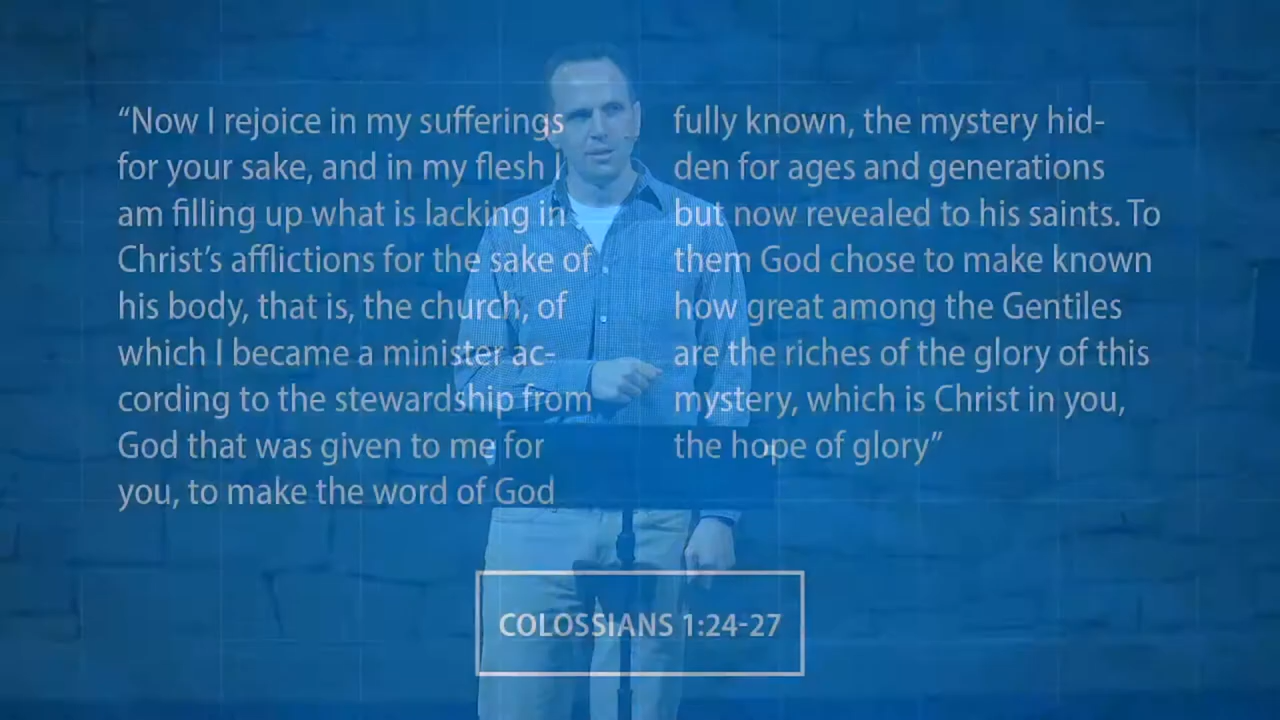 “Now I rejoice in my sufferings
for your sake, and in my flesh I
am filling up what is lacking in
Christ’s afflictions for the sake of
his body, that is, the church, of
which I became a minister ac-
cording to the stewardship from
God that was given to me for
you, to make the word of God
fully known, the mystery hid-
den for ages and generations
but now revealed to his saints. To
them God chose to make known
how great among the Gentiles
are the riches of the glory of this
mystery, which is Christ in you,
the hope of glory”
COLOSSIANS 1:24-27